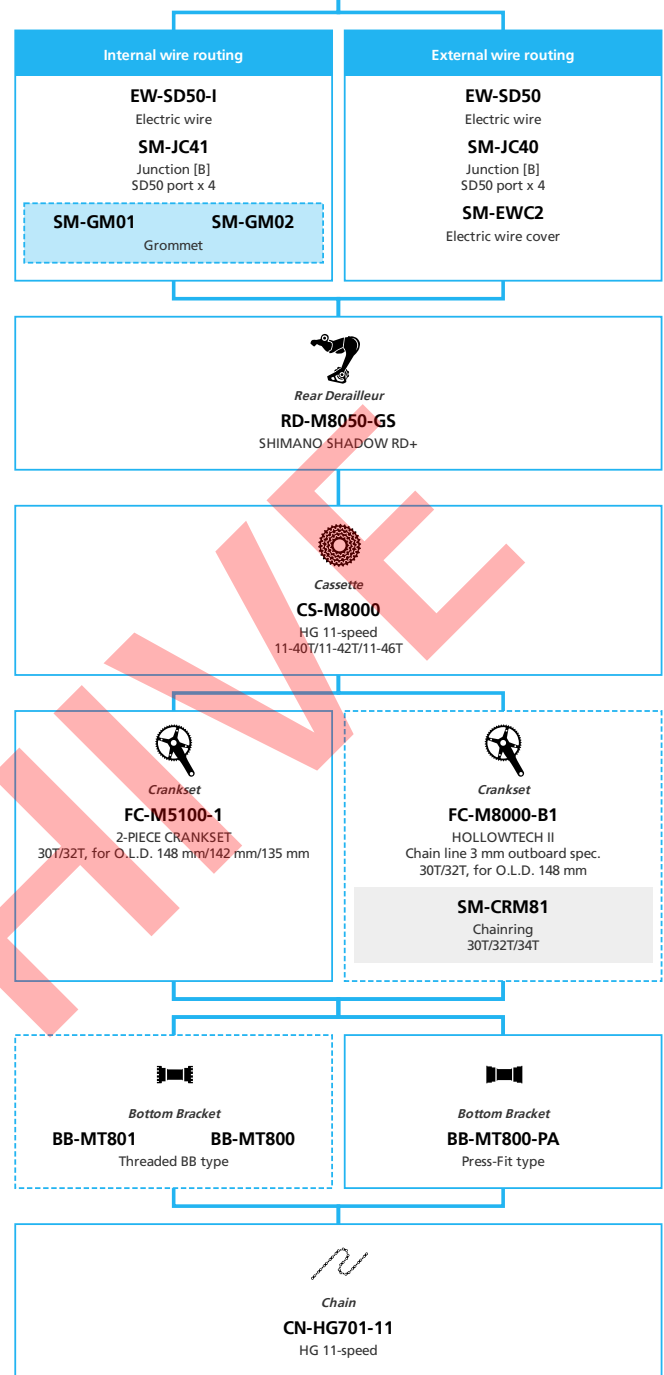 Internal wire routing
EW-SD50-I
Electric wire
SM-JC41
Junction [B]
SD50 port x 4
SM-GM01 SM-GM02
Grommet
External wire routing
EW-SD50
Electric wire
SM-JC40
Junction [B]
SD50 port x 4
SM-EWC2
Electric wire cover
Rear Derailleur
RD-M8050-GS
SHIMANO SHADOW RD+
Cassette
CS-M8000
HG 11-speed
11-40T/11-42T/11-46T
Crankset
FC-M5100-1
2-PIECE CRANKSET
30T/32T, for O.L.D. 148 mm/142 mm/135 mm
Crankset
FC-M8000-B1
HOLLOWTECH II
Chain line 3 mm outboard spec.
30T/32T, for O.L.D. 148 mm
SM-CRM81
Chainring
30T/32T/34T
Bottom Bracket
BB-MT801 BB-MT800
Threaded BB type
Bottom Bracket
BB-MT800-PA
Press-Fit type
Chain
CN-HG701-11
HG 11-speed
HIVE